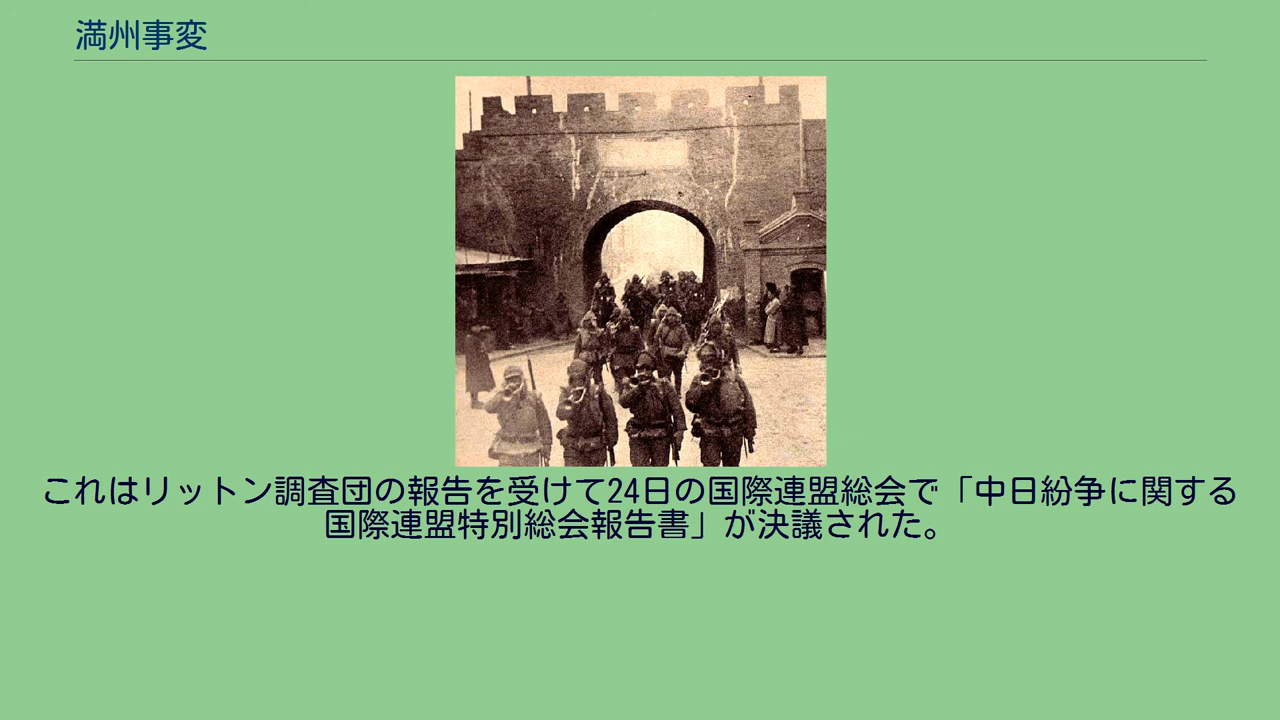 満州事変
これはリットン調査団の報告を受けて24日の国際連盟総会で「中日紛争に関する
国際連盟特別総会報告書」が決議された。